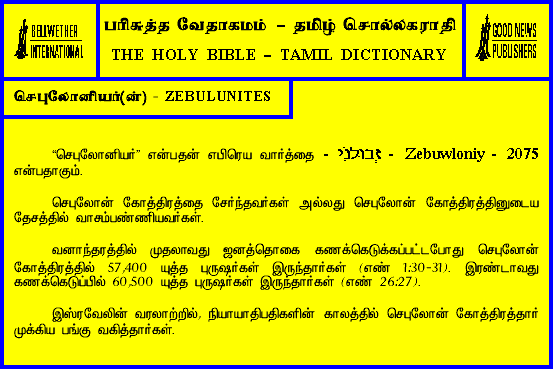 BELLWETHER
INTERNATIONAL
பரிசுத்த வேதாகமம் – தமிழ் சொல்லகராதி
THE HOLY BIBLE – TAMIL DICTIONARY
GOOD NEWS
PUBLISHERS
செபுலோனியர்(ன்) - ZEBULUNITES
“செபுலோனியர்” என்பதன் எபிரெய வார்த்தை - זְבוּלֹנִי - Zebuwloniy - 2075
என்பதாகும்.
செபுலோன் கோத்திரத்தை சேர்ந்தவர்கள் அல்லது செபுலோன் கோத்திரத்தினுடைய
தேசத்தில் வாசம்பண்ணியவர்கள்.
வனாந்தரத்தில் முதலாவது ஜனத்தொகை கணக்கெடுக்கப்பட்டபோது செபுலோன்
கோத்திரத்தில் 57,400 யுத்த புருஷர்கள் இருந்தார்கள் (எண் 1:30-31). இரண்டாவது
கணக்கெடுப்பில் 60,500 யுத்த புருஷர்கள் இருந்தார்கள் (எண் 26:27).
இஸ்ரவேலின் வரலாற்றில், நியாயாதிபதிகளின் காலத்தில் செபுலோன் கோத்திரத்தார்
முக்கிய பங்கு வகித்தார்கள்.